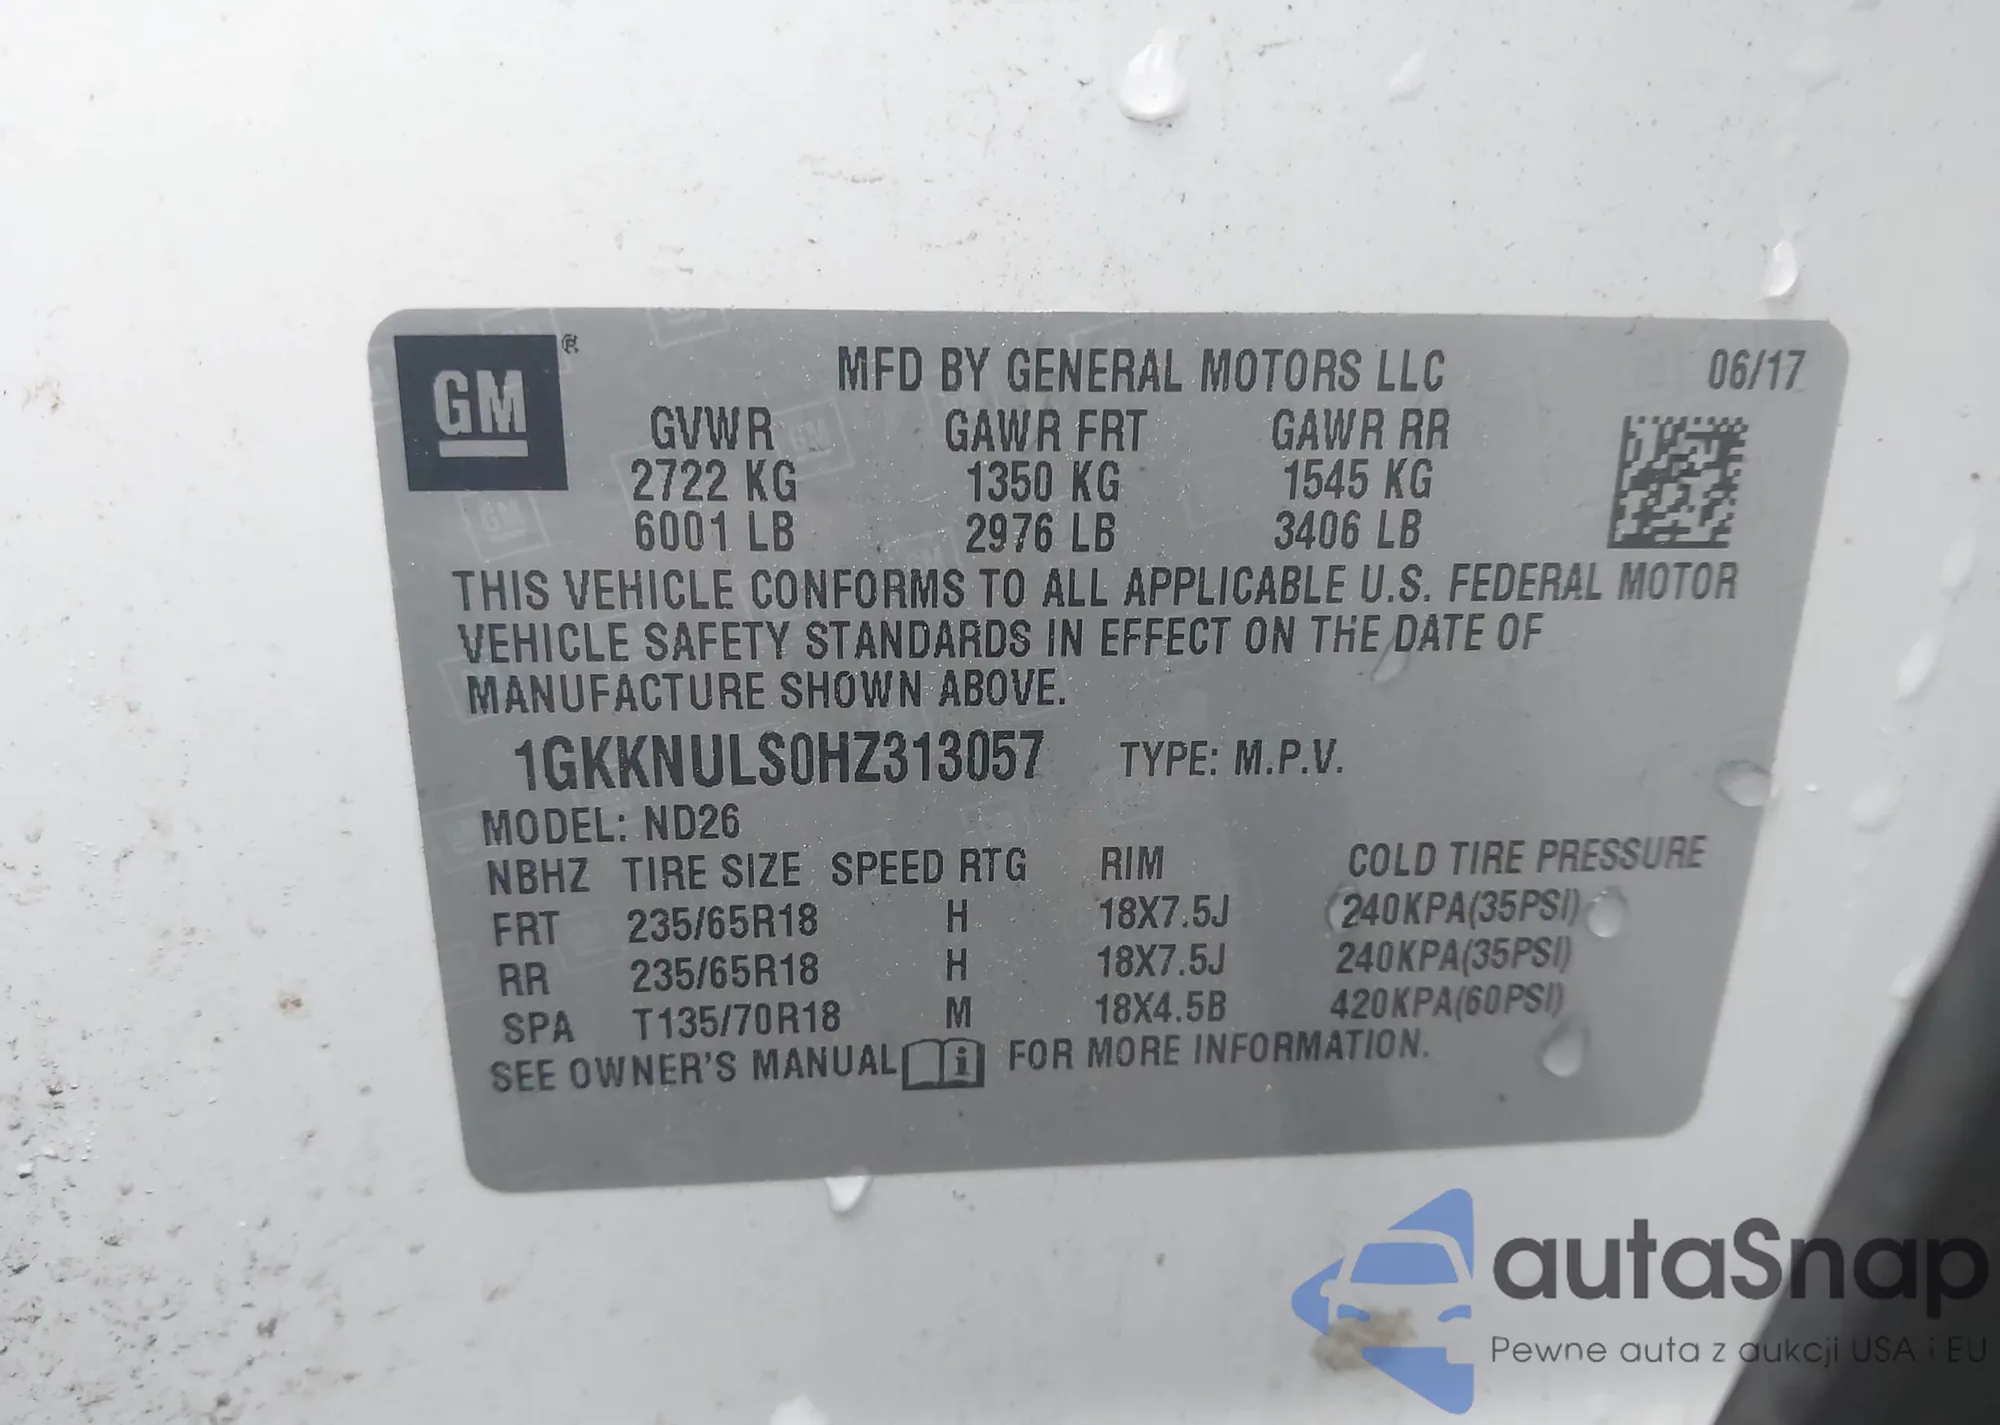 GM ®
MFD BY GENERAL MOTORS LLC 06/17
GVWR GAWR FRT GAWR RR
2722 KG 1350 KG 1545 KG
6001 LB 2976 LB 3406 LB
THIS VEHICLE CONFORMS TO ALL APPLICABLE U.S. FEDERAL MOTOR
VEHICLE SAFETY STANDARDS IN EFFECT ON THE DATE OF
MANUFACTURE SHOWN ABOVE.
1GKKNULS0HZ313057 TYPE: M.P.V.
MODEL: ND26
NBHZ TIRE SIZE SPEED RTG RIM COLD TIRE PRESSURE
FRT 235/65R18 H 18X7.5J 240KPA(35PSI)
RR 235/65R18 H 18X7.5J 240KPA(35PSI)
SPA T135/70R18 M 18X4.5B 420KPA(60PSI)
SEE OWNER'S MANUAL i FOR MORE INFORMATION.
autaSnap
Pewne auta z aukcji USA i EU